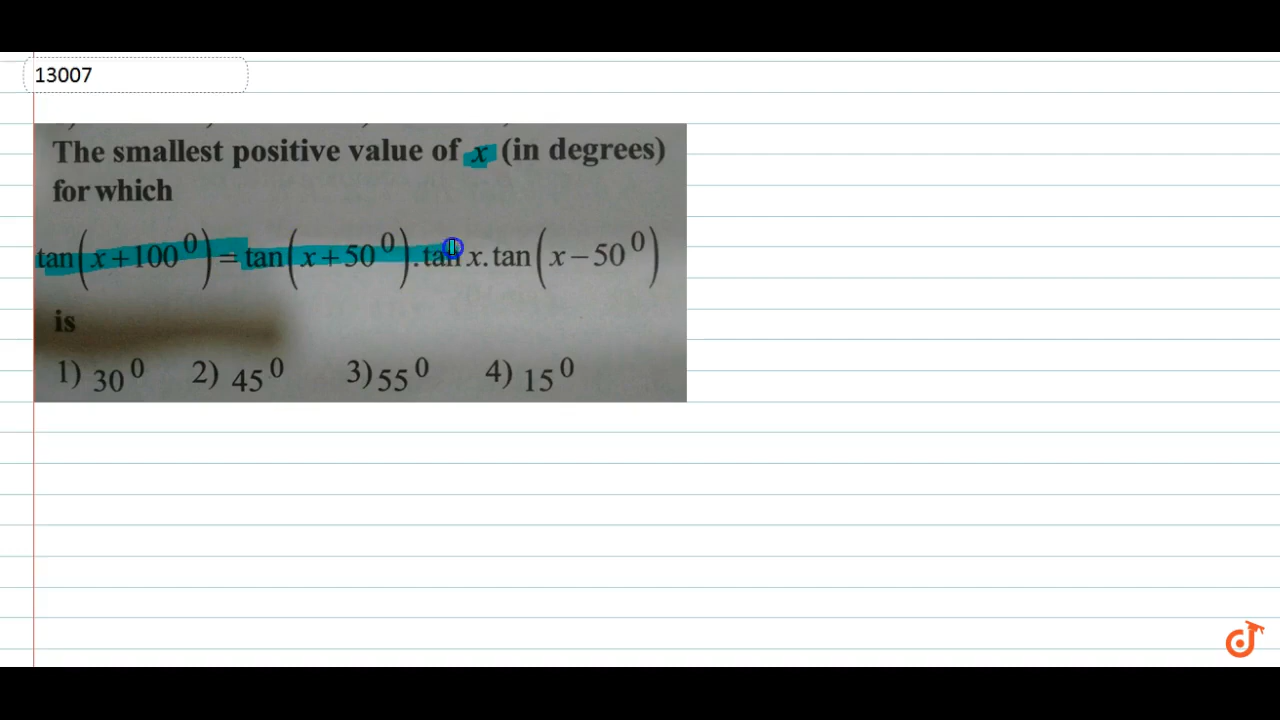 13007
The smallest positive value of x (in degrees)
for which
tan(x+100⁰) = tan(x+50⁰).tan x.tan(x−50⁰)
is
1) 30⁰ 2) 45⁰ 3) 55⁰ 4) 15⁰